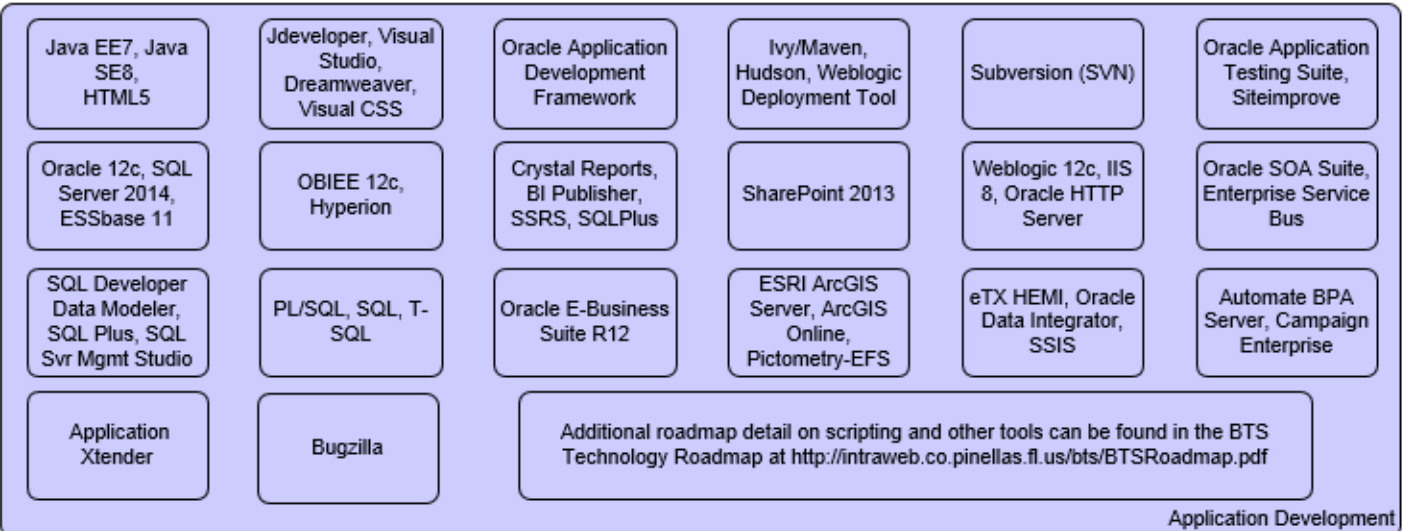 Java EE7, Java
SE8,
HTML5
Jdeveloper, Visual
Studio,
Dreamweaver,
Visual CSS
Oracle Application
Development
Framework
Ivy/Maven,
Hudson, Weblogic
Deployment Tool
Subversion (SVN)
Oracle Application
Testing Suite,
Siteimprove
Oracle 12c, SQL
Server 2014,
ESSbase 11
OBIEE 12c,
Hyperion
Crystal Reports,
BI Publisher,
SSRS, SQLPlus
SharePoint 2013
Weblogic 12c, IIS
8, Oracle HTTP
Server
Oracle SOA Suite,
Enterprise Service
Bus
SQL Developer
Data Modeler,
SQL Plus, SQL
Svr Mgmt Studio
PL/SQL, SQL, T-
SQL
Oracle E-Business
Suite R12
ESRI ArcGIS
Server, ArcGIS
Online,
Pictometry-EFS
eTX HEMI, Oracle
Data Integrator,
SSIS
Automate BPA
Server, Campaign
Enterprise
Application
Xtender
Bugzilla
Additional roadmap detail on scripting and other tools can be found in the BTS
Technology Roadmap at http://intraweb.co.pinellas.fl.us/bts/BTSRoadmap.pdf
Application Development